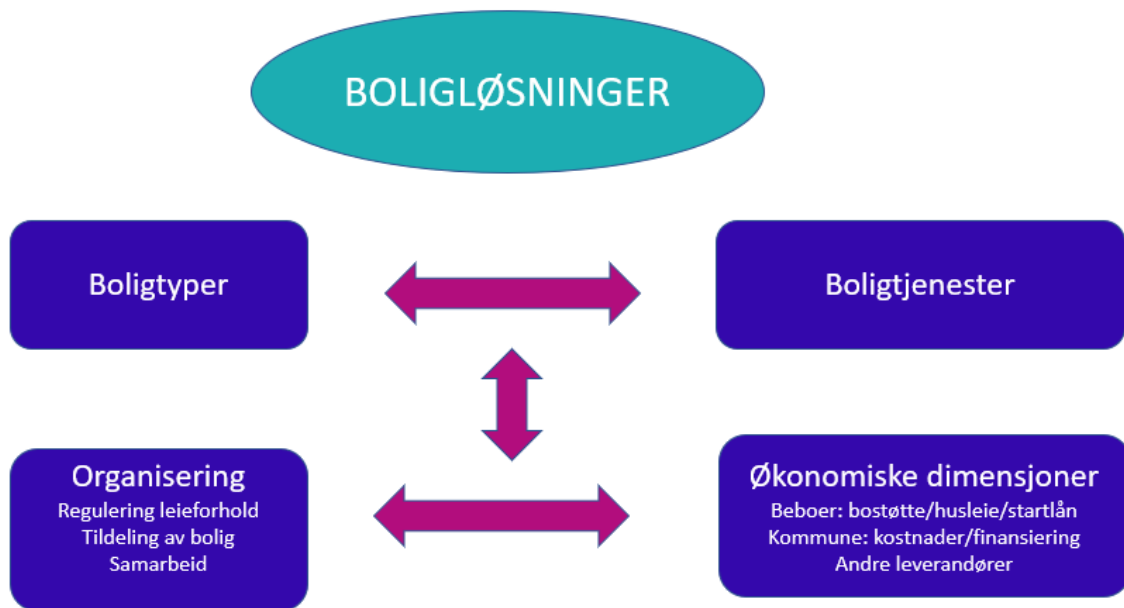 BOLIGLØSNINGER
Boligtyper
Boligtjenester
Organisering
Regulering leieforhold
Tildeling av bolig
Samarbeid
Økonomiske dimensjoner
Beboer: bostøtte/husleie/startlån
Kommune: kostnader/finansiering
Andre leverandører